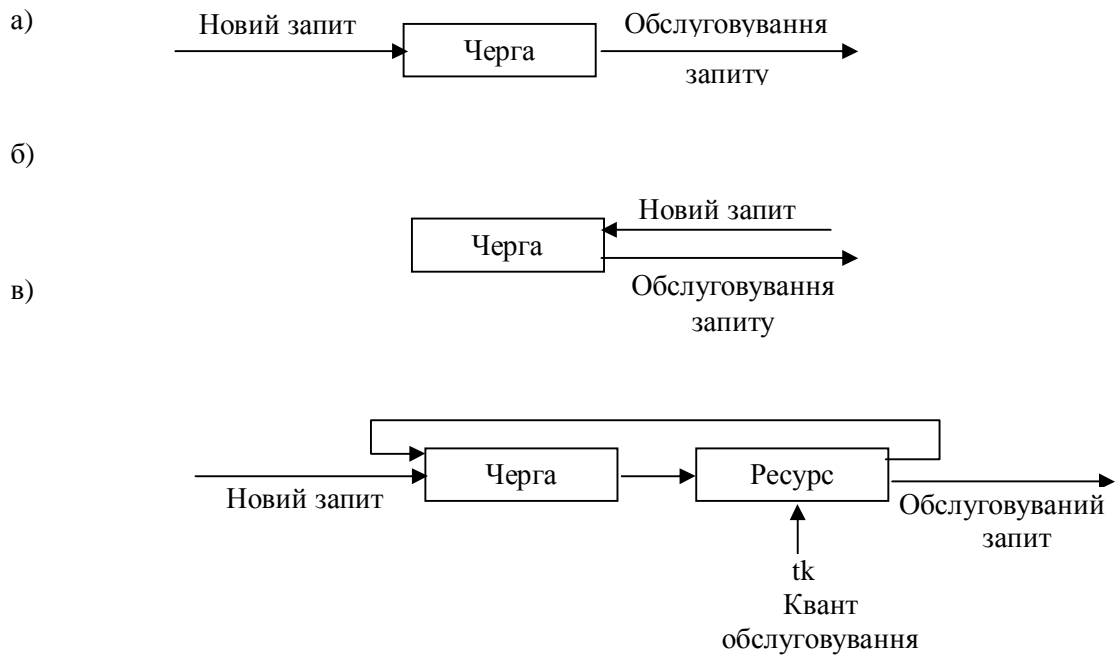 а)
Новий запит
Черга
Обслуговування
запиту
б)
Новий запит
Черга
Обслуговування
запиту
в)
Черга
Ресурс
Новий запит
Обслуговуваний
запит
tk
Квант
обслуговування